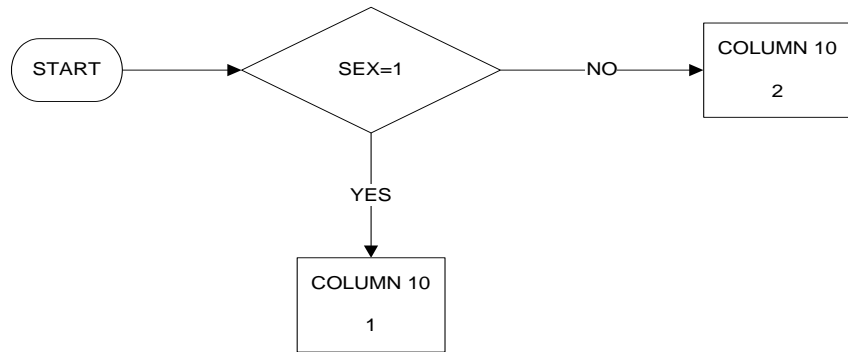 START
SEX=1
NO
COLUMN 10
2
YES
COLUMN 10
1